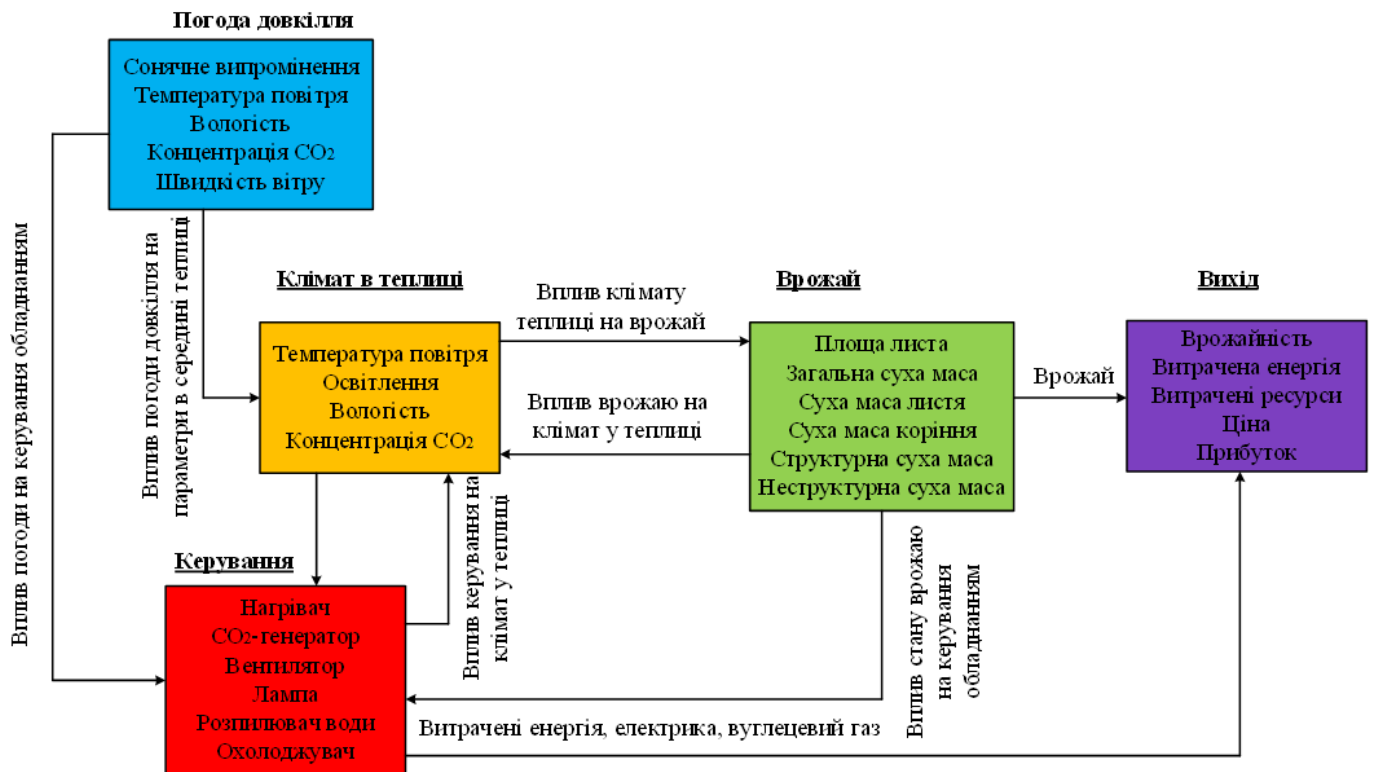 Погода довкілля
Сонячне випромінення
Температура повітря
Вологість
Концентрація CO₂
Швидкість вітру
Вплив погоди на керування обладнанням
Вплив погоди довкілля на
параметри в середині теплиці
Клімат в теплиці
Температура повітря
Освітлення
Вологість
Концентрація CO₂
Вплив клімату
теплиці на врожай
Вплив врожаю на
клімат у теплиці
Врожай
Площа листа
Загальна суха маса
Суха маса листя
Суха маса коріння
Структурна суха маса
Неструктурна суха маса
Врожай
Вихід
Врожайність
Витрачена енергія
Витрачені ресурси
Ціна
Прибуток
Керування
Нагрівач
CO₂-генератор
Вентилятор
Лампа
Розпилювач води
Охолоджувач
Вплив керування на
клімат у теплиці
Вплив стану врожаю
на керування
обладнанням
Витрачені енергія, електрика, вуглецевий газ